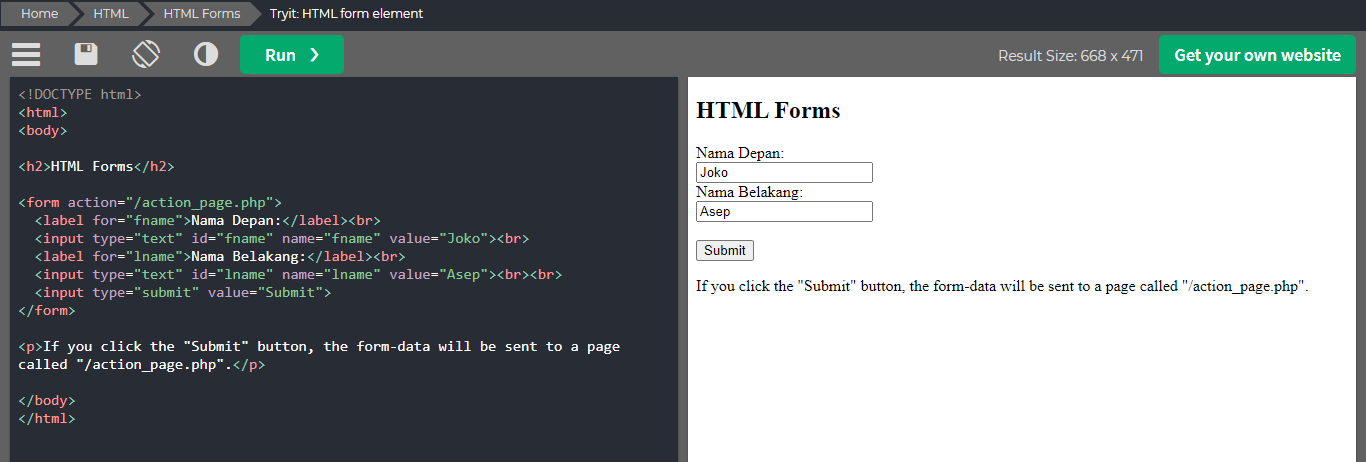 Home HTML HTML Forms Tryit: HTML form element
Run ❯ Result Size: 668 x 471 Get your own website
<!DOCTYPE html>
<html>
<body>
<h2>HTML Forms</h2>
<form action="/action_page.php">
<label for="fname">Nama Depan:</label><br>
<input type="text" id="fname" name="fname" value="Joko"><br>
<label for="lname">Nama Belakang:</label><br>
<input type="text" id="lname" name="lname" value="Asep"><br><br>
<input type="submit" value="Submit">
</form>
<p>If you click the "Submit" button, the form-data will be sent to a page
called "/action_page.php".</p>
</body>
</html>
HTML Forms
Nama Depan:
Joko
Nama Belakang:
Asep
Submit
If you click the "Submit" button, the form-data will be sent to a page called "/action_page.php".